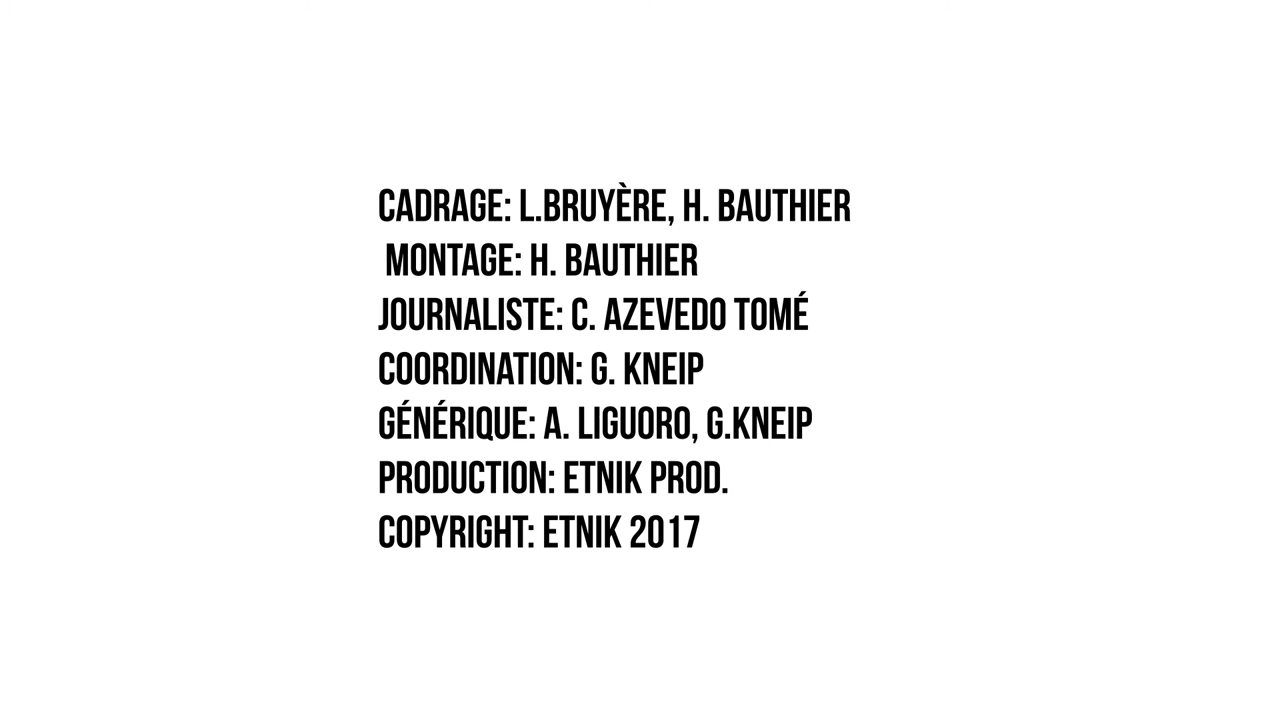 CADRAGE: L.BRUYÈRE, H. BAUTHIER
MONTAGE: H. BAUTHIER
JOURNALISTE: C. AZEVEDO TOMÉ
COORDINATION: G. KNEIP
GÉNÉRIQUE: A. LIGUORO, G.KNEIP
PRODUCTION: ETNIK PROD.
COPYRIGHT: ETNIK 2017